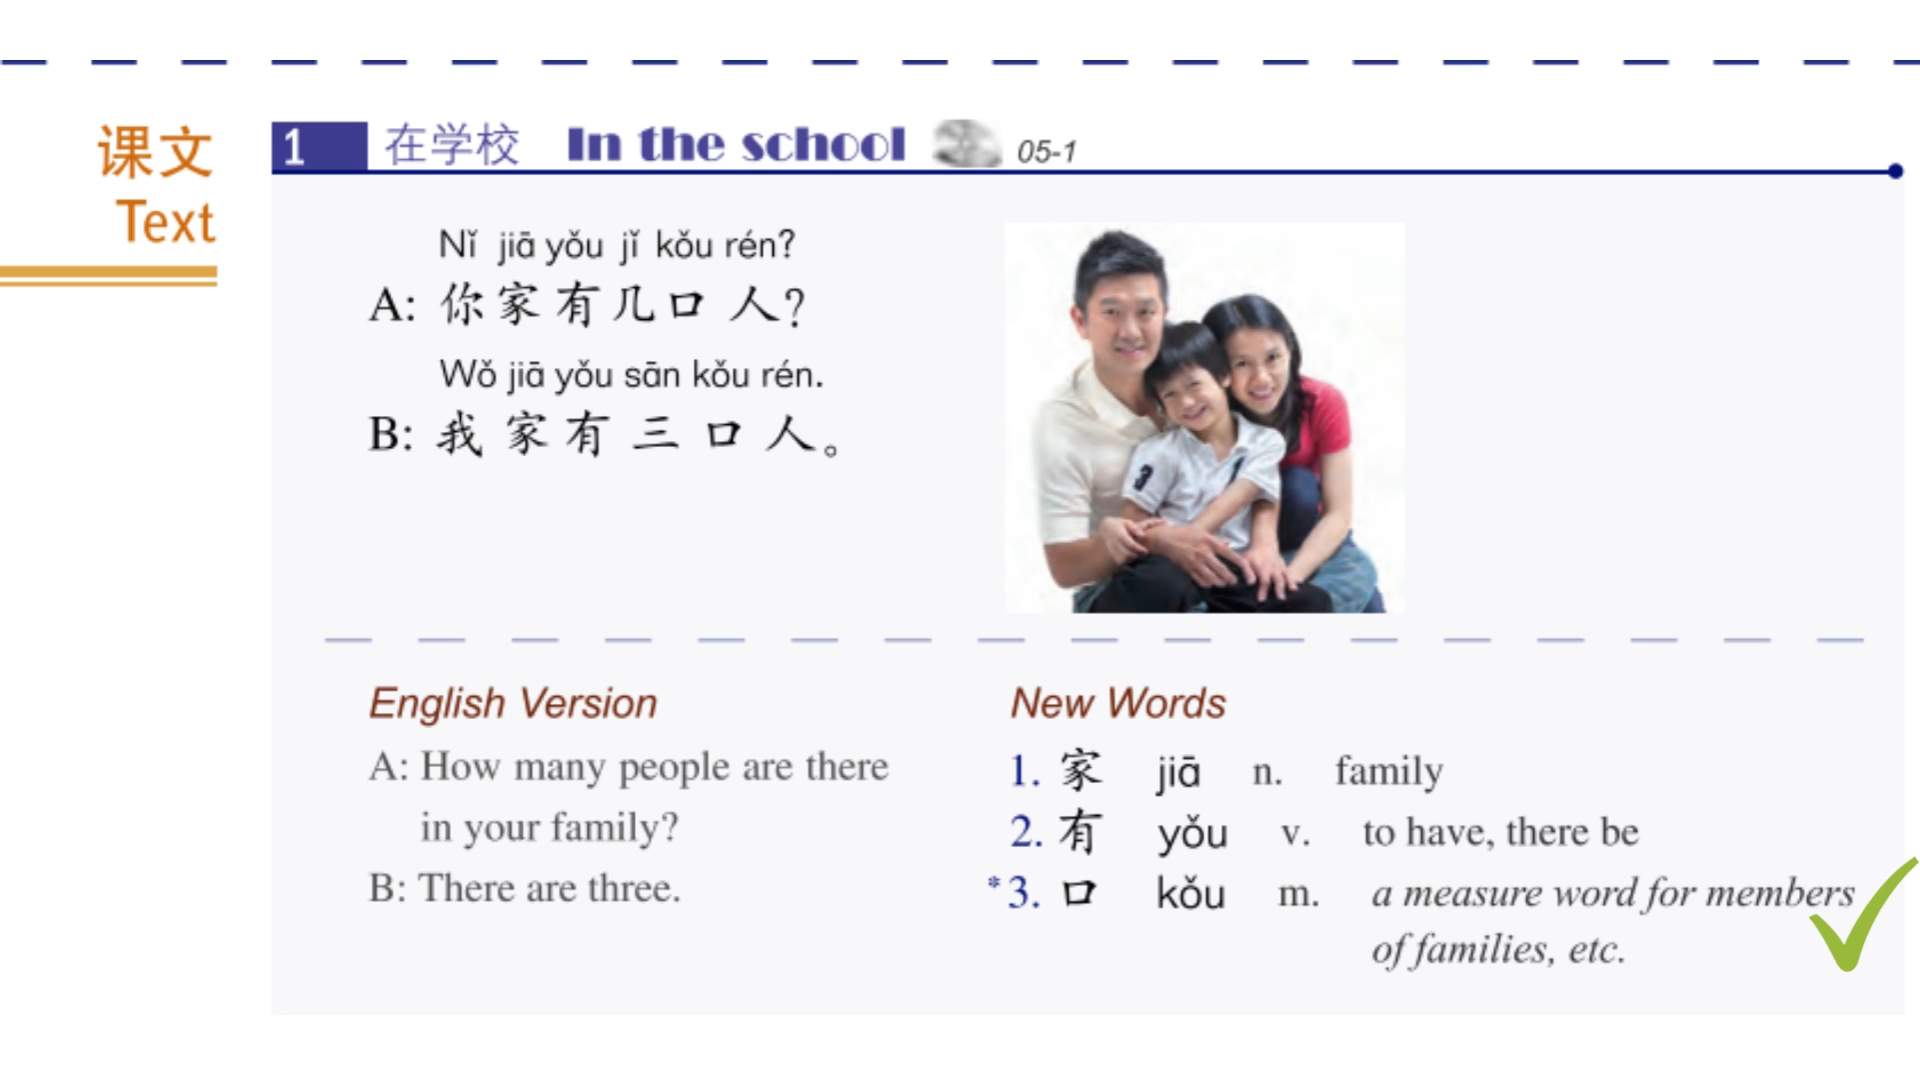 课文
Text
1 在学校 In the school 05-1
Nǐ jiā yǒu jǐ kǒu rén?
A: 你家有几口人?
Wǒ jiā yǒu sān kǒu rén.
B: 我家有三口人。
3
English Version
A: How many people are there
in your family?
B: There are three.
New Words
1. 家 jiā n. family
2. 有 yǒu v. to have, there be
*3. 口 kǒu m. a measure word for members
of families, etc.